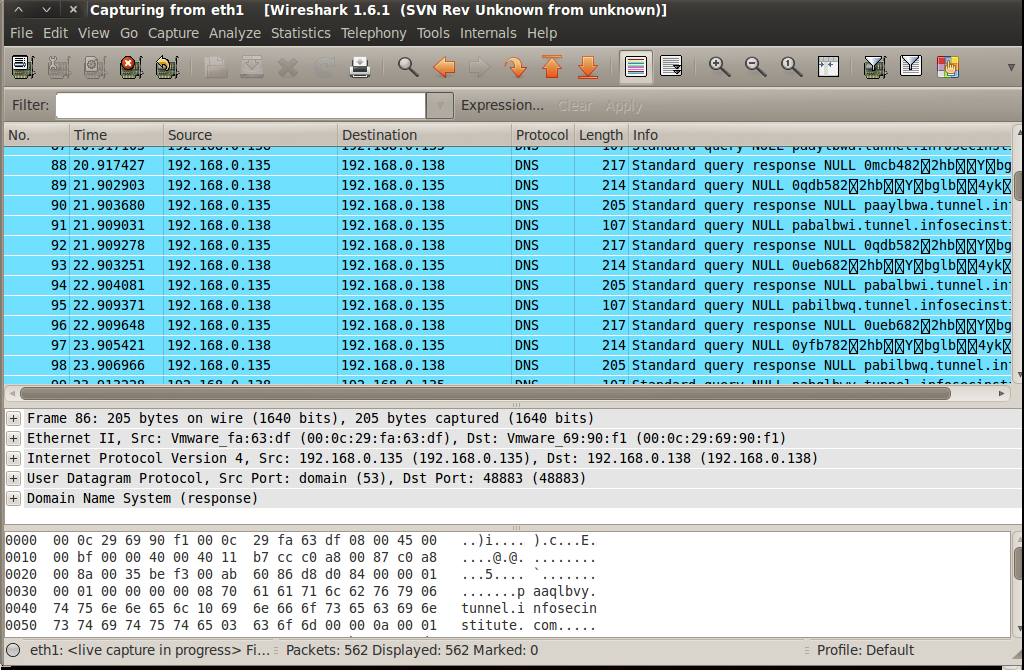 Capturing from eth1 [Wireshark 1.6.1 (SVN Rev Unknown from unknown)]
File Edit View Go Capture Analyze Statistics Telephony Tools Internals Help
Filter: Expression... Clear Apply
No. Time Source Destination Protocol Length Info
88 20.917427 192.168.0.135 192.168.0.138 DNS 217 Standard query response NULL 0mcb482 2hb Y bg
89 21.902903 192.168.0.138 192.168.0.135 DNS 214 Standard query NULL 0qdb582 2hb Y bglb 4yk
90 21.903680 192.168.0.135 192.168.0.138 DNS 205 Standard query response NULL paaylbwa.tunnel.in
91 21.909031 192.168.0.138 192.168.0.135 DNS 107 Standard query NULL pabalbwi.tunnel.infosecinsti
92 21.909278 192.168.0.135 192.168.0.138 DNS 217 Standard query response NULL 0qdb582 2hb Y bg
93 22.903251 192.168.0.138 192.168.0.135 DNS 214 Standard query NULL 0ueb682 2hb Y bglb 4yk
94 22.904081 192.168.0.135 192.168.0.138 DNS 205 Standard query response NULL pabalbwi.tunnel.in
95 22.909371 192.168.0.138 192.168.0.135 DNS 107 Standard query NULL pabilbwq.tunnel.infosecinsti
96 22.909648 192.168.0.135 192.168.0.138 DNS 217 Standard query response NULL 0ueb682 2hb Y bg
97 23.905421 192.168.0.138 192.168.0.135 DNS 214 Standard query NULL 0yfb782 2hb Y bglb 4yk
98 23.906966 192.168.0.135 192.168.0.138 DNS 205 Standard query response NULL pabilbwq.tunnel.in
Frame 86: 205 bytes on wire (1640 bits), 205 bytes captured (1640 bits)
Ethernet II, Src: Vmware_fa:63:df (00:0c:29:fa:63:df), Dst: Vmware_69:90:f1 (00:0c:29:69:90:f1)
Internet Protocol Version 4, Src: 192.168.0.135 (192.168.0.135), Dst: 192.168.0.138 (192.168.0.138)
User Datagram Protocol, Src Port: domain (53), Dst Port: 48883 (48883)
Domain Name System (response)
0000 00 0c 29 69 90 f1 00 0c 29 fa 63 df 08 00 45 00 ..)i.... ).c...E.
0010 00 bf 00 00 40 00 40 11 b7 cc c0 a8 00 87 c0 a8 ....@.@. ........
0020 00 8a 00 35 be f3 00 ab 60 86 d8 d0 84 00 00 01 ...5.... `.......
0030 00 01 00 00 00 00 08 70 61 61 71 6c 62 76 79 06 .......p aaqlbvy.
0040 74 75 6e 6e 65 6c 10 69 6e 66 6f 73 65 63 69 6e tunnel.i nfosecin
0050 73 74 69 74 75 74 65 03 63 6f 6d 00 00 0a 00 01 stitute. com.....
eth1: <live capture in progress> Fi... Packets: 562 Displayed: 562 Marked: 0 Profile: Default